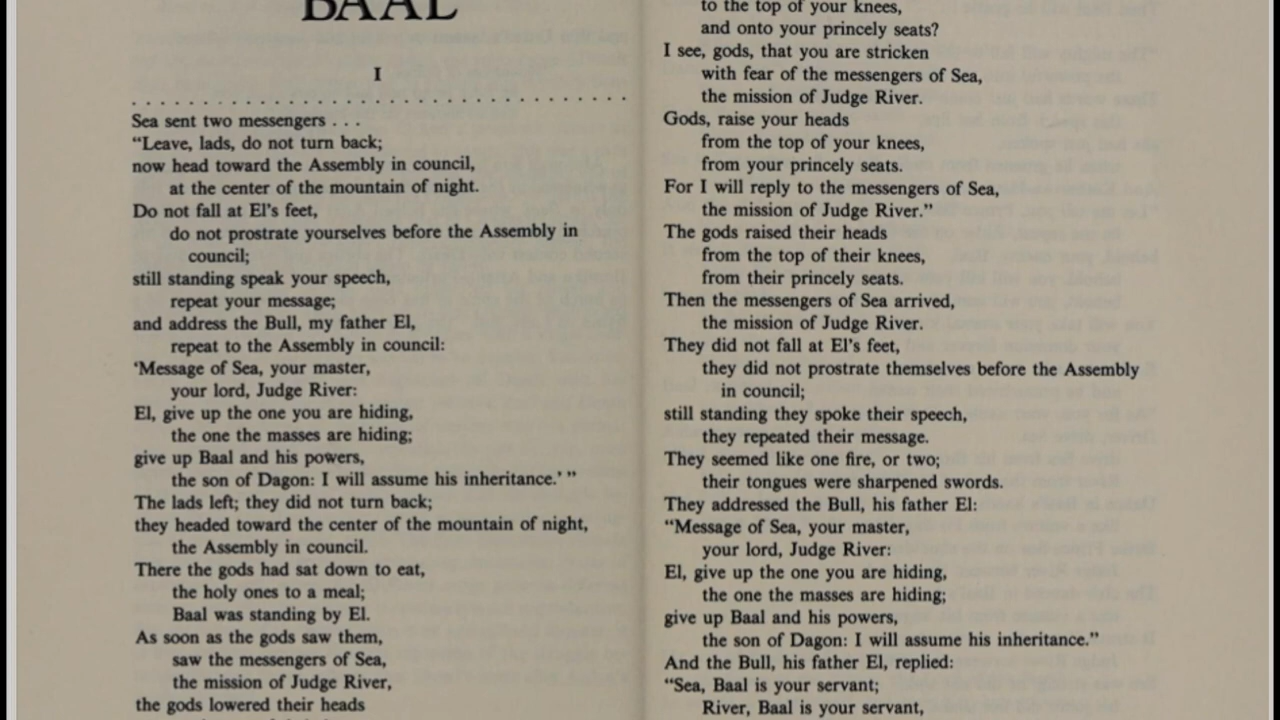 BAAL
I
. . . . . . . . . . . . . . . . . . . . . . . . . . . . . . . . . . . . . . .
Sea sent two messengers . . .
“Leave, lads, do not turn back;
now head toward the Assembly in council,
at the center of the mountain of night.
Do not fall at El's feet,
do not prostrate yourselves before the Assembly in
council;
still standing speak your speech,
repeat your message;
and address the Bull, my father El,
repeat to the Assembly in council:
‘Message of Sea, your master,
your lord, Judge River:
El, give up the one you are hiding,
the one the masses are hiding;
give up Baal and his powers,
the son of Dagon: I will assume his inheritance.’ ”
The lads left; they did not turn back;
they headed toward the center of the mountain of night,
the Assembly in council.
There the gods had sat down to eat,
the holy ones to a meal;
Baal was standing by El.
As soon as the gods saw them,
saw the messengers of Sea,
the mission of Judge River,
the gods lowered their heads
to the top of your knees,
and onto your princely seats?
I see, gods, that you are stricken
with fear of the messengers of Sea,
the mission of Judge River.
Gods, raise your heads
from the top of your knees,
from your princely seats.
For I will reply to the messengers of Sea,
the mission of Judge River.”
The gods raised their heads
from the top of their knees,
from their princely seats.
Then the messengers of Sea arrived,
the mission of Judge River.
They did not fall at El's feet,
they did not prostrate themselves before the Assembly
in council;
still standing they spoke their speech,
they repeated their message.
They seemed like one fire, or two;
their tongues were sharpened swords.
They addressed the Bull, his father El:
“Message of Sea, your master,
your lord, Judge River:
El, give up the one you are hiding,
the one the masses are hiding;
give up Baal and his powers,
the son of Dagon: I will assume his inheritance.”
And the Bull, his father El, replied:
“Sea, Baal is your servant;
River, Baal is your servant,